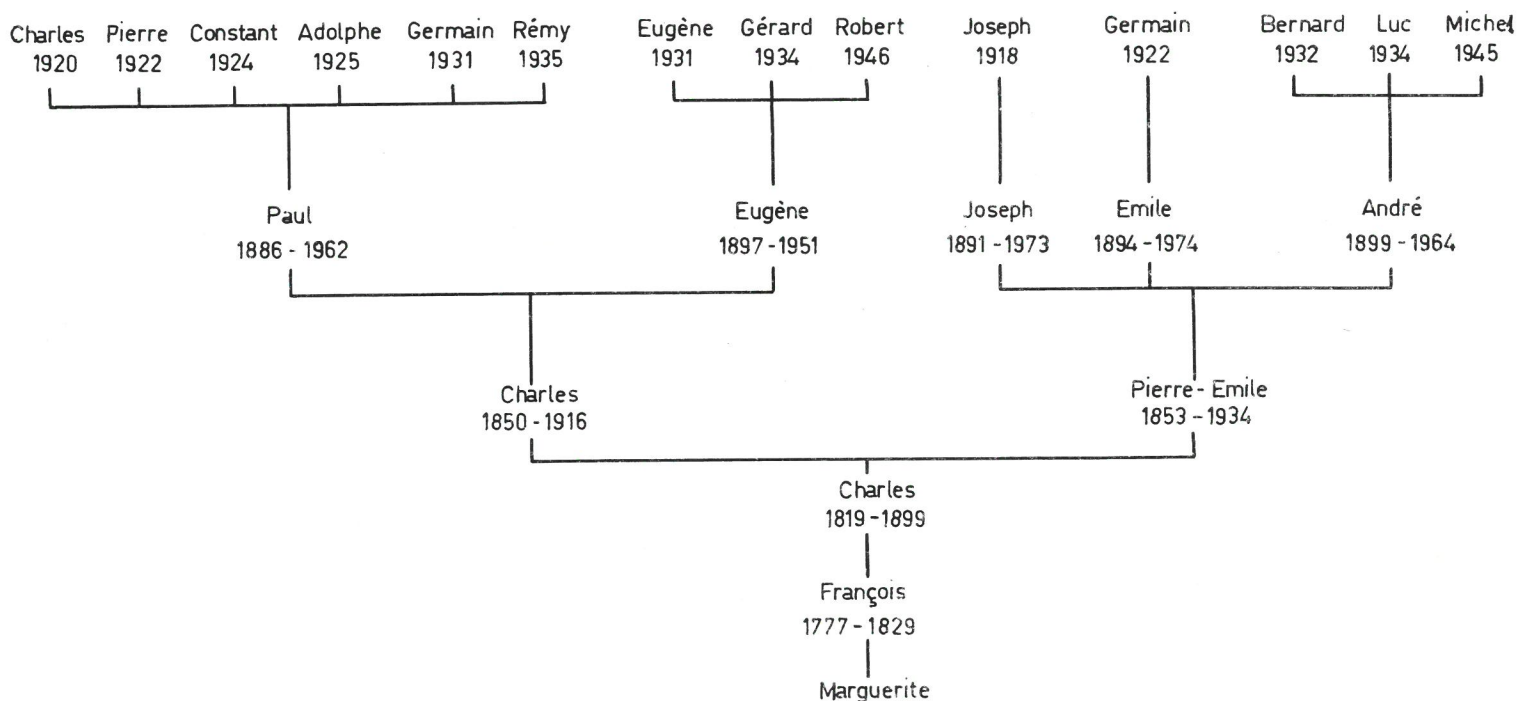 Charles Pierre Constant Adolphe Germain Rémy Eugène Gérard Robert Joseph Germain Bernard Luc Michel
1920 1922 1924 1925 1931 1935 1931 1934 1946 1918 1922 1932 1934 1945
Paul Eugène Joseph Emile André
1886 - 1962 1897 - 1951 1891 - 1973 1894 - 1974 1899 - 1964
Charles Pierre - Emile
1850 - 1916 1853 - 1934
Charles
1819 - 1899
François
1777 - 1829
Marguerite